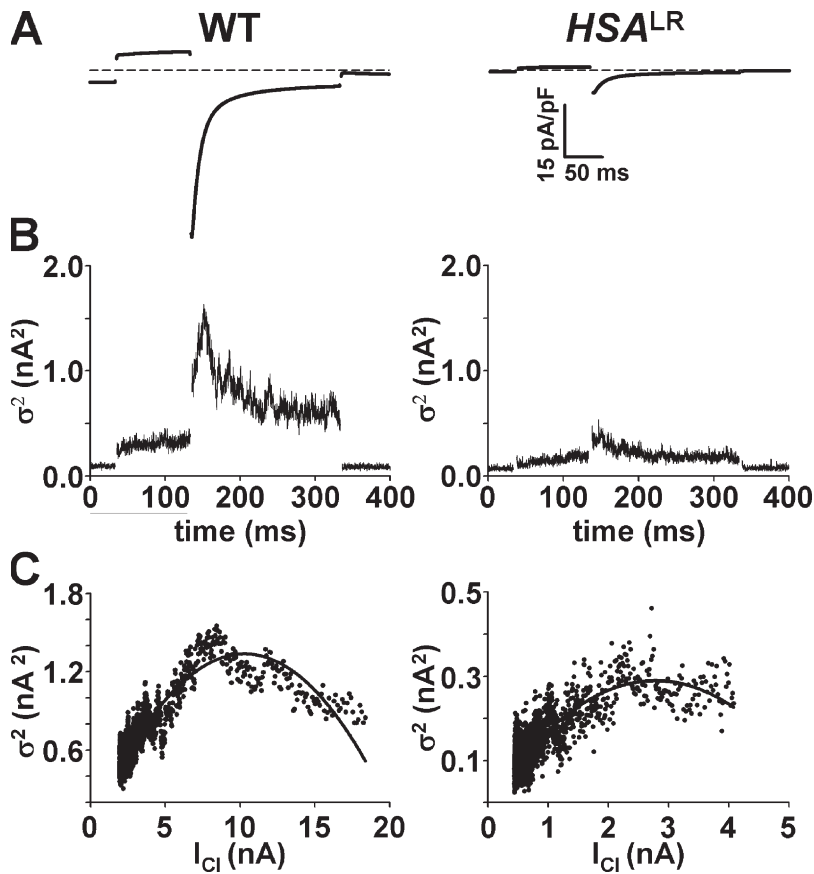 A
WT
HSA^LR
15 pA/pF
50 ms
B
2.0
1.0
0.0
σ² (nA²)
0 100 200 300 400
time (ms)
2.0
1.0
0.0
σ² (nA²)
0 100 200 300 400
time (ms)
C
1.8
1.2
0.6
σ² (nA²)
0 5 10 15 20
I_Cl (nA)
0.5
0.3
0.1
σ² (nA²)
0 1 2 3 4 5
I_Cl (nA)